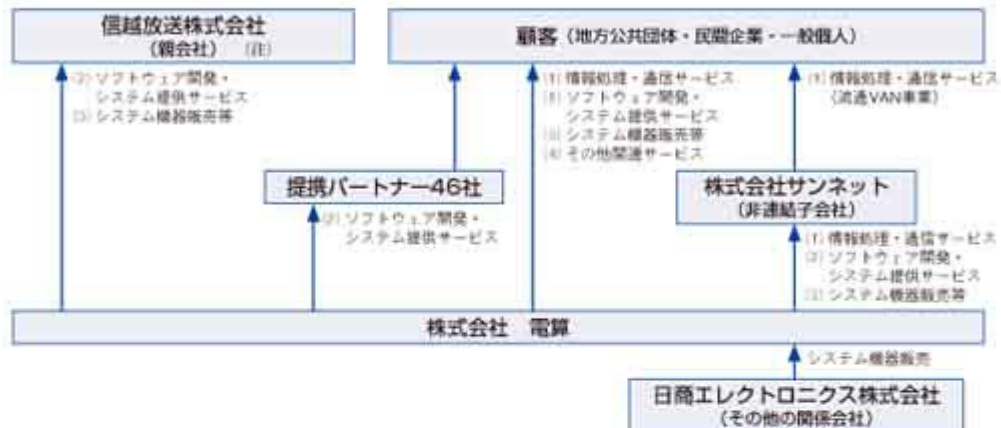 信越放送株式会社
(親会社) (注)
顧客(地方公共団体・民間企業・一般個人)
(2) ソフトウェア開発・
システム提供サービス
(3) システム機器販売等
(1) 情報処理・通信サービス
(2) ソフトウェア開発・
システム提供サービス
(3) システム機器販売等
(4) その他関連サービス
(1) 情報処理・通信サービス
(流通VAN事業)
提携パートナー46社
(2) ソフトウェア開発・
システム提供サービス
株式会社サンネット
(非連結子会社)
(1) 情報処理・通信サービス
(2) ソフトウェア開発・
システム提供サービス
(3) システム機器販売等
株式会社 電算
システム機器販売
日商エレクトロニクス株式会社
(その他の関係会社)